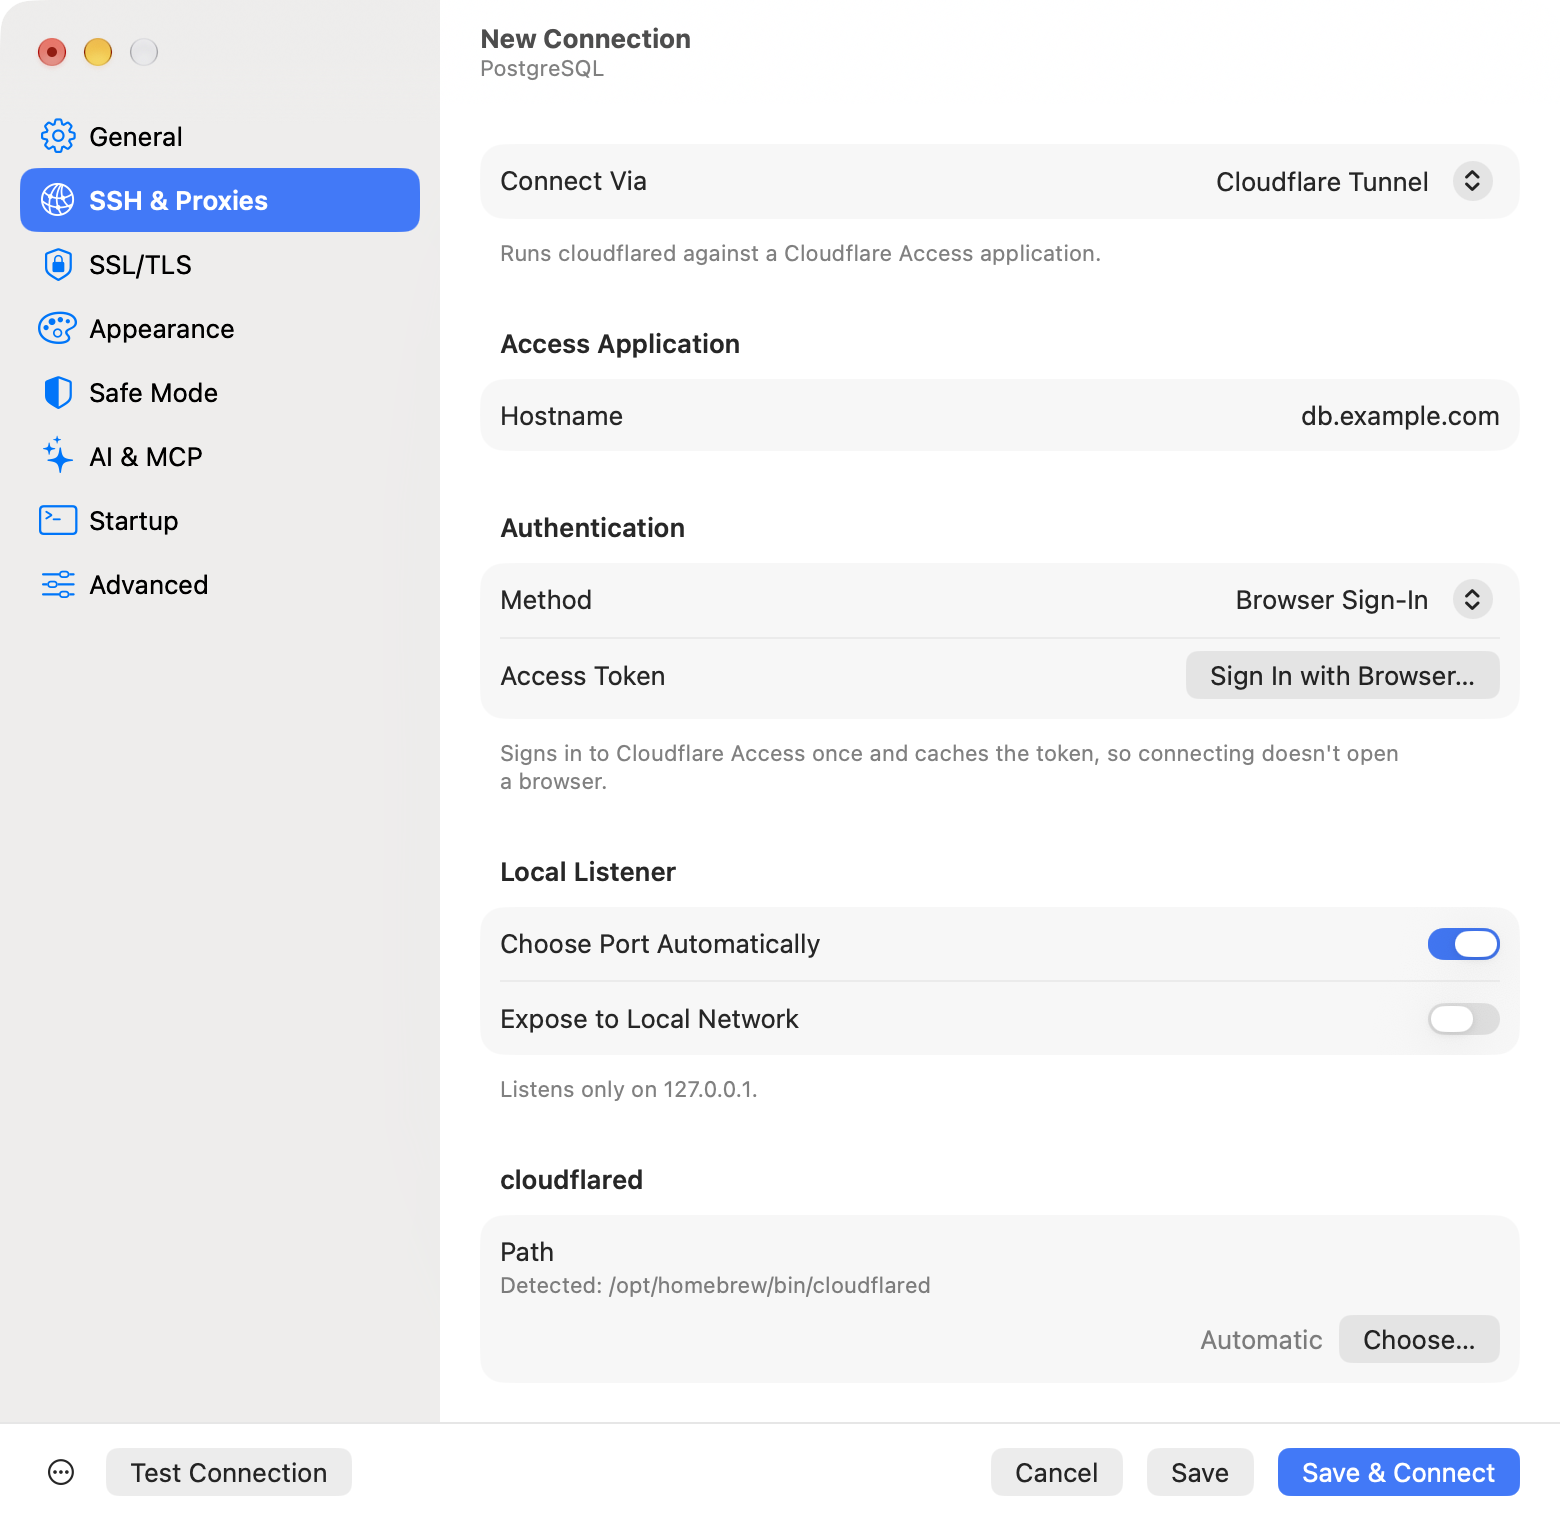 New Connection
PostgreSQL
General
SSH & Proxies
SSL/TLS
Appearance
Safe Mode
AI & MCP
Startup
Advanced
Connect Via
Cloudflare Tunnel
Runs cloudflared against a Cloudflare Access application.
Access Application
Hostname
db.example.com
Authentication
Method
Browser Sign-In
Access Token
Sign In with Browser...
Signs in to Cloudflare Access once and caches the token, so connecting doesn't open
a browser.
Local Listener
Choose Port Automatically
Expose to Local Network
Listens only on 127.0.0.1.
cloudflared
Path
Detected: /opt/homebrew/bin/cloudflared
Automatic
Choose...
Test Connection
Cancel
Save
Save & Connect